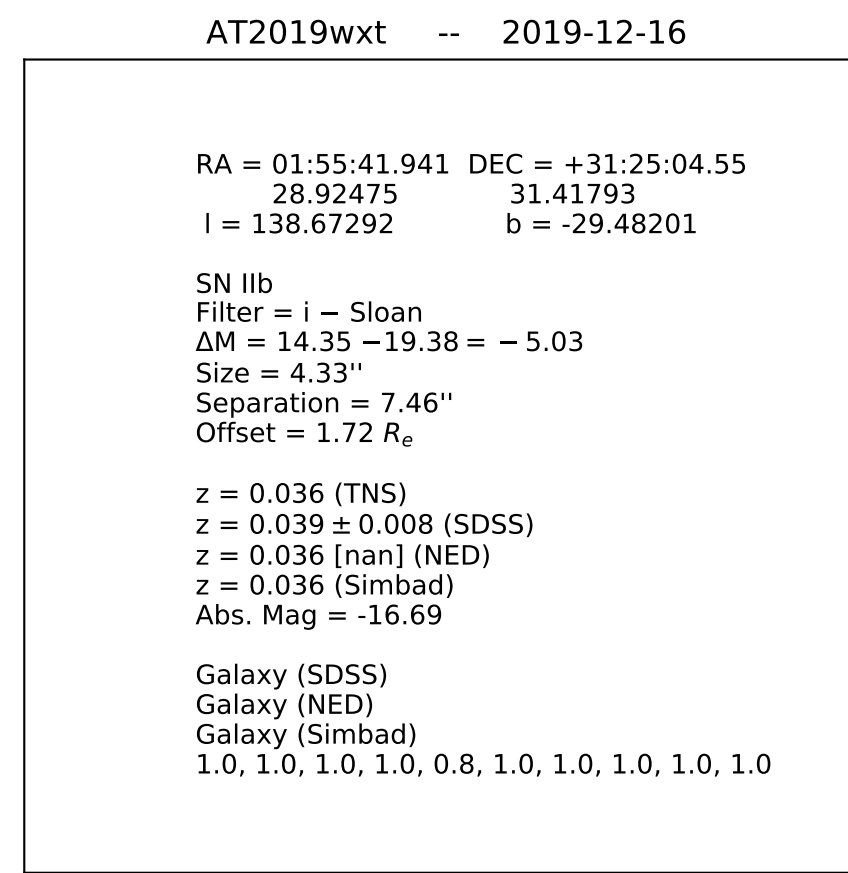 AT2019wxt -- 2019-12-16
RA = 01:55:41.941 DEC = +31:25:04.55
28.92475 31.41793
l = 138.67292 b = -29.48201
SN IIb
Filter = i − Sloan
ΔM = 14.35 −19.38 = − 5.03
Size = 4.33''
Separation = 7.46''
Offset = 1.72 Re
z = 0.036 (TNS)
z = 0.039 ± 0.008 (SDSS)
z = 0.036 [nan] (NED)
z = 0.036 (Simbad)
Abs. Mag = -16.69
Galaxy (SDSS)
Galaxy (NED)
Galaxy (Simbad)
1.0, 1.0, 1.0, 1.0, 0.8, 1.0, 1.0, 1.0, 1.0, 1.0